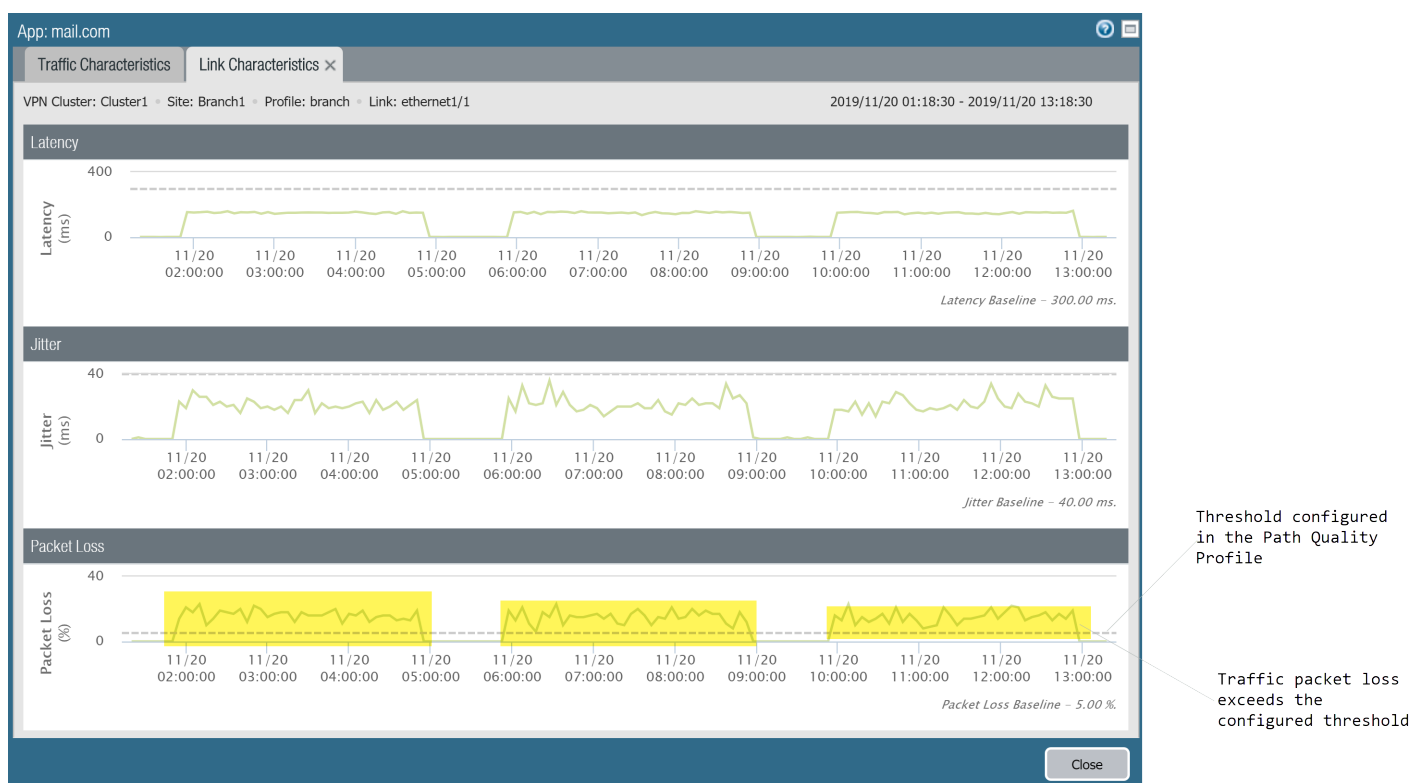 App: mail.com
Traffic Characteristics
Link Characteristics
VPN Cluster: Cluster1 • Site: Branch1 • Profile: branch • Link: ethernet1/1
2019/11/20 01:18:30 - 2019/11/20 13:18:30
Latency
400
0
Latency
(ms)
11/20 11/20 11/20 11/20 11/20 11/20 11/20 11/20 11/20 11/20 11/20 11/20
02:00:00 03:00:00 04:00:00 05:00:00 06:00:00 07:00:00 08:00:00 09:00:00 10:00:00 11:00:00 12:00:00 13:00:00
Latency Baseline – 300.00 ms.
Jitter
40
0
Jitter
(ms)
11/20 11/20 11/20 11/20 11/20 11/20 11/20 11/20 11/20 11/20 11/20 11/20
02:00:00 03:00:00 04:00:00 05:00:00 06:00:00 07:00:00 08:00:00 09:00:00 10:00:00 11:00:00 12:00:00 13:00:00
Jitter Baseline – 40.00 ms.
Threshold configured
in the Path Quality
Profile
Packet Loss
40
0
Packet Loss
(%)
11/20 11/20 11/20 11/20 11/20 11/20 11/20 11/20 11/20 11/20 11/20 11/20
02:00:00 03:00:00 04:00:00 05:00:00 06:00:00 07:00:00 08:00:00 09:00:00 10:00:00 11:00:00 12:00:00 13:00:00
Packet Loss Baseline – 5.00 %.
Traffic packet loss
exceeds the
configured threshold
Close